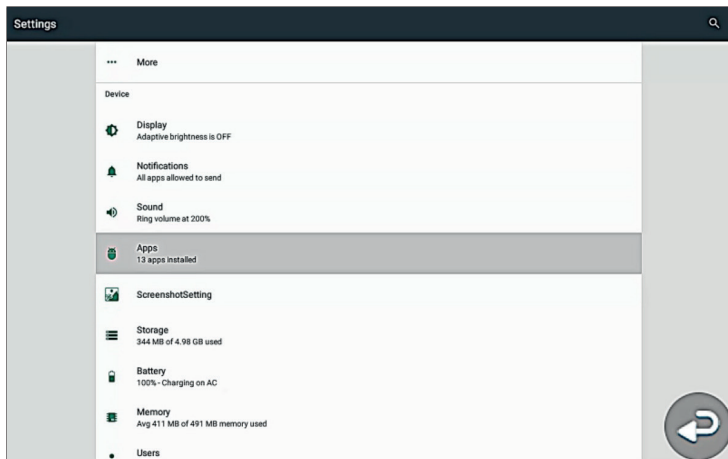 Settings
More
Device
Display
Adaptive brightness is OFF
Notifications
All apps allowed to send
Sound
Ring volume at 200%
Apps
13 apps installed
ScreenshotSetting
Storage
344 MB of 4.98 GB used
Battery
100% - Charging on AC
Memory
Avg 411 MB of 491 MB memory used
Users